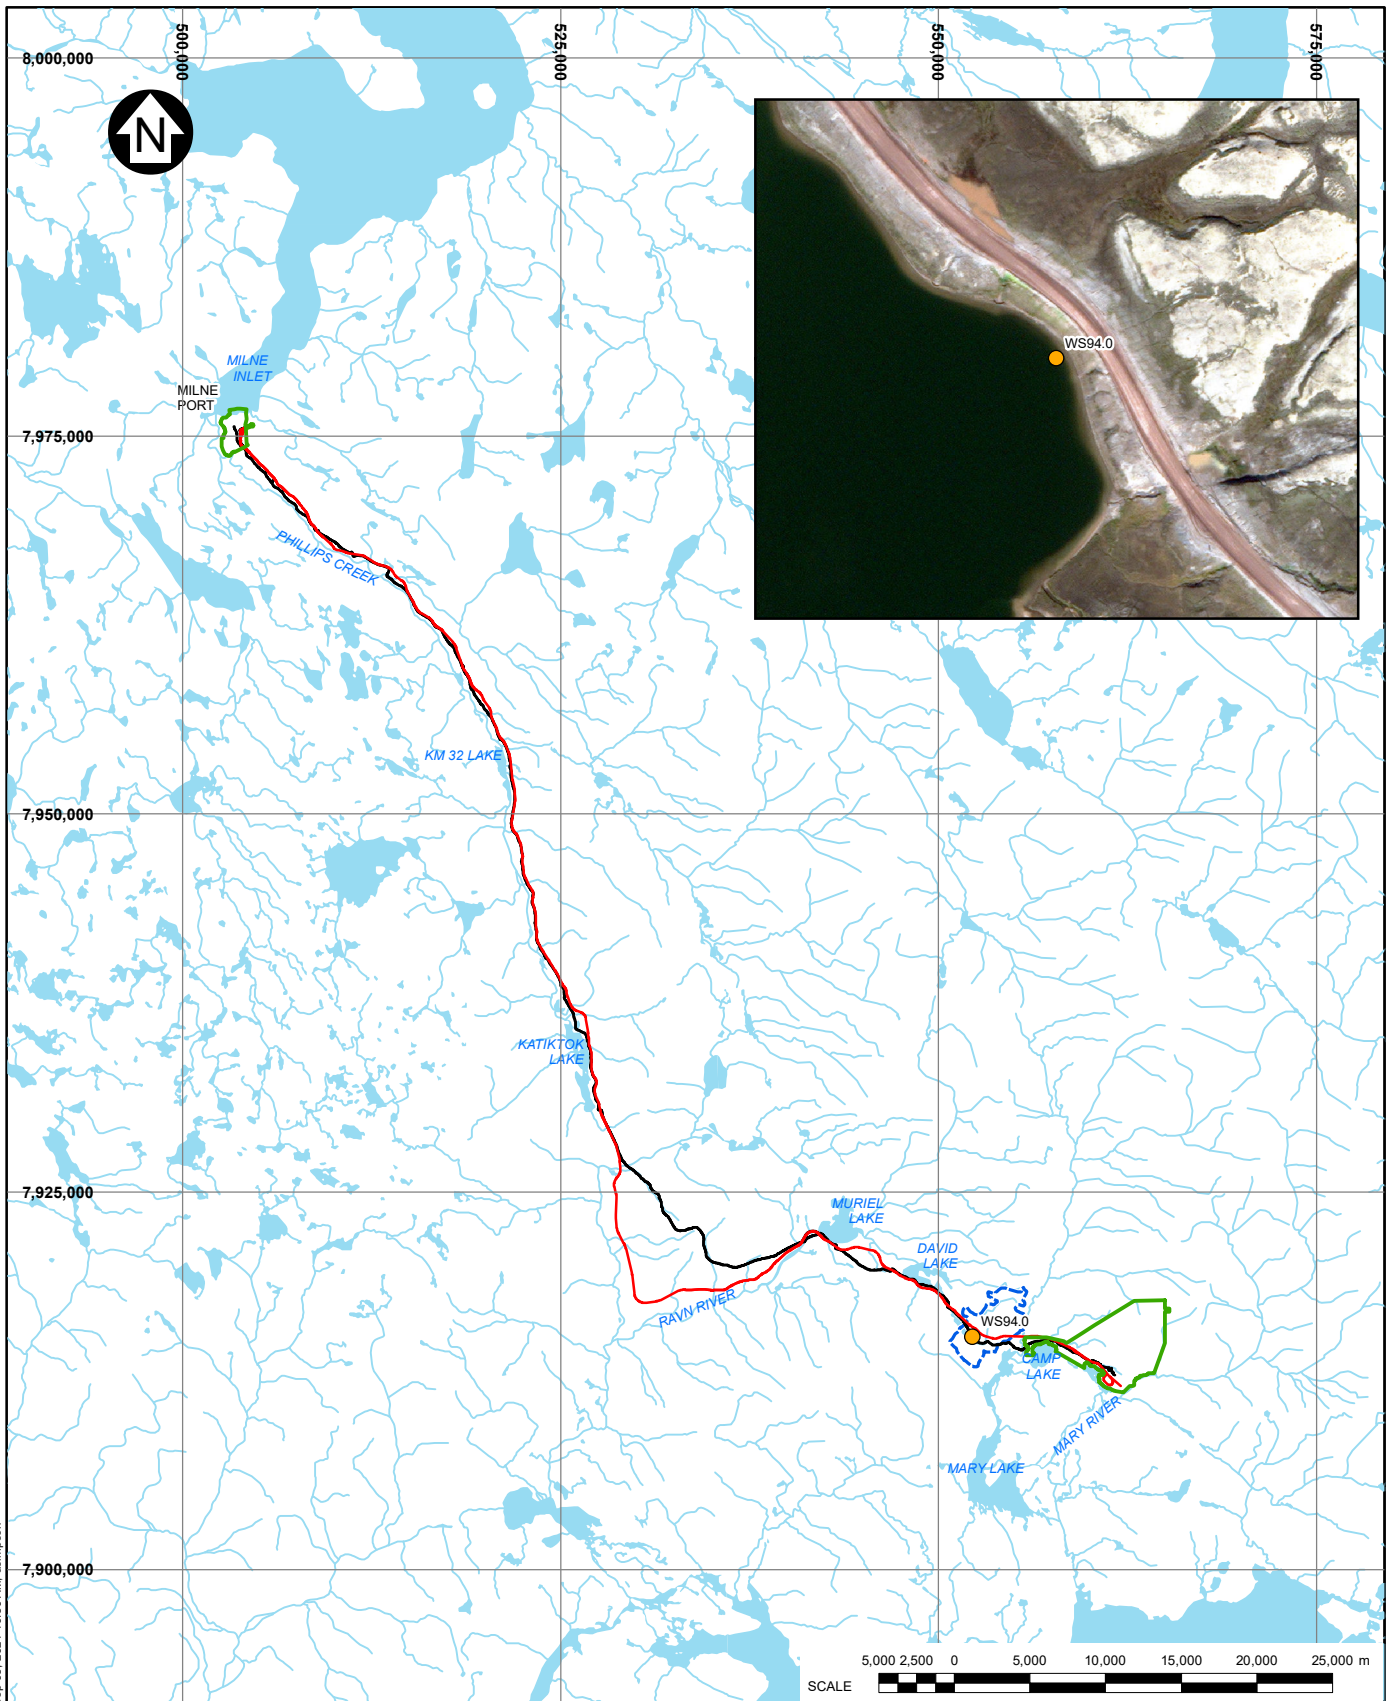 500,000
525,000
550,000
575,000
8,000,000
N
WS94.0
MILNE
INLET
MILNE
PORT
7,975,000
PHILLIPS CREEK
KM 32 LAKE
7,950,000
KATIKTOK
LAKE
7,925,000
MURIEL
LAKE
DAVID
LAKE
RAVN RIVER
WS94.0
CAMP
LAKE
MARY RIVER
MARY LAKE
7,900,000
SCALE
5,000 2,500 0 5,000 10,000 15,000 20,000 25,000 m